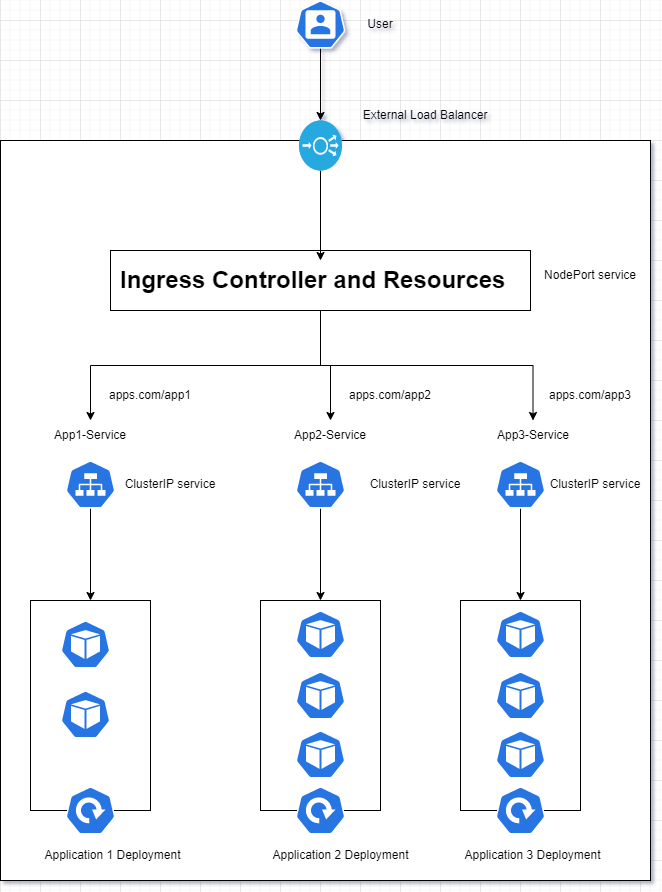 User
External Load Balancer
Ingress Controller and Resources
NodePort service
apps.com/app1
apps.com/app2
apps.com/app3
App1-Service
App2-Service
App3-Service
ClusterIP service
ClusterIP service
ClusterIP service
Application 1 Deployment
Application 2 Deployment
Application 3 Deployment